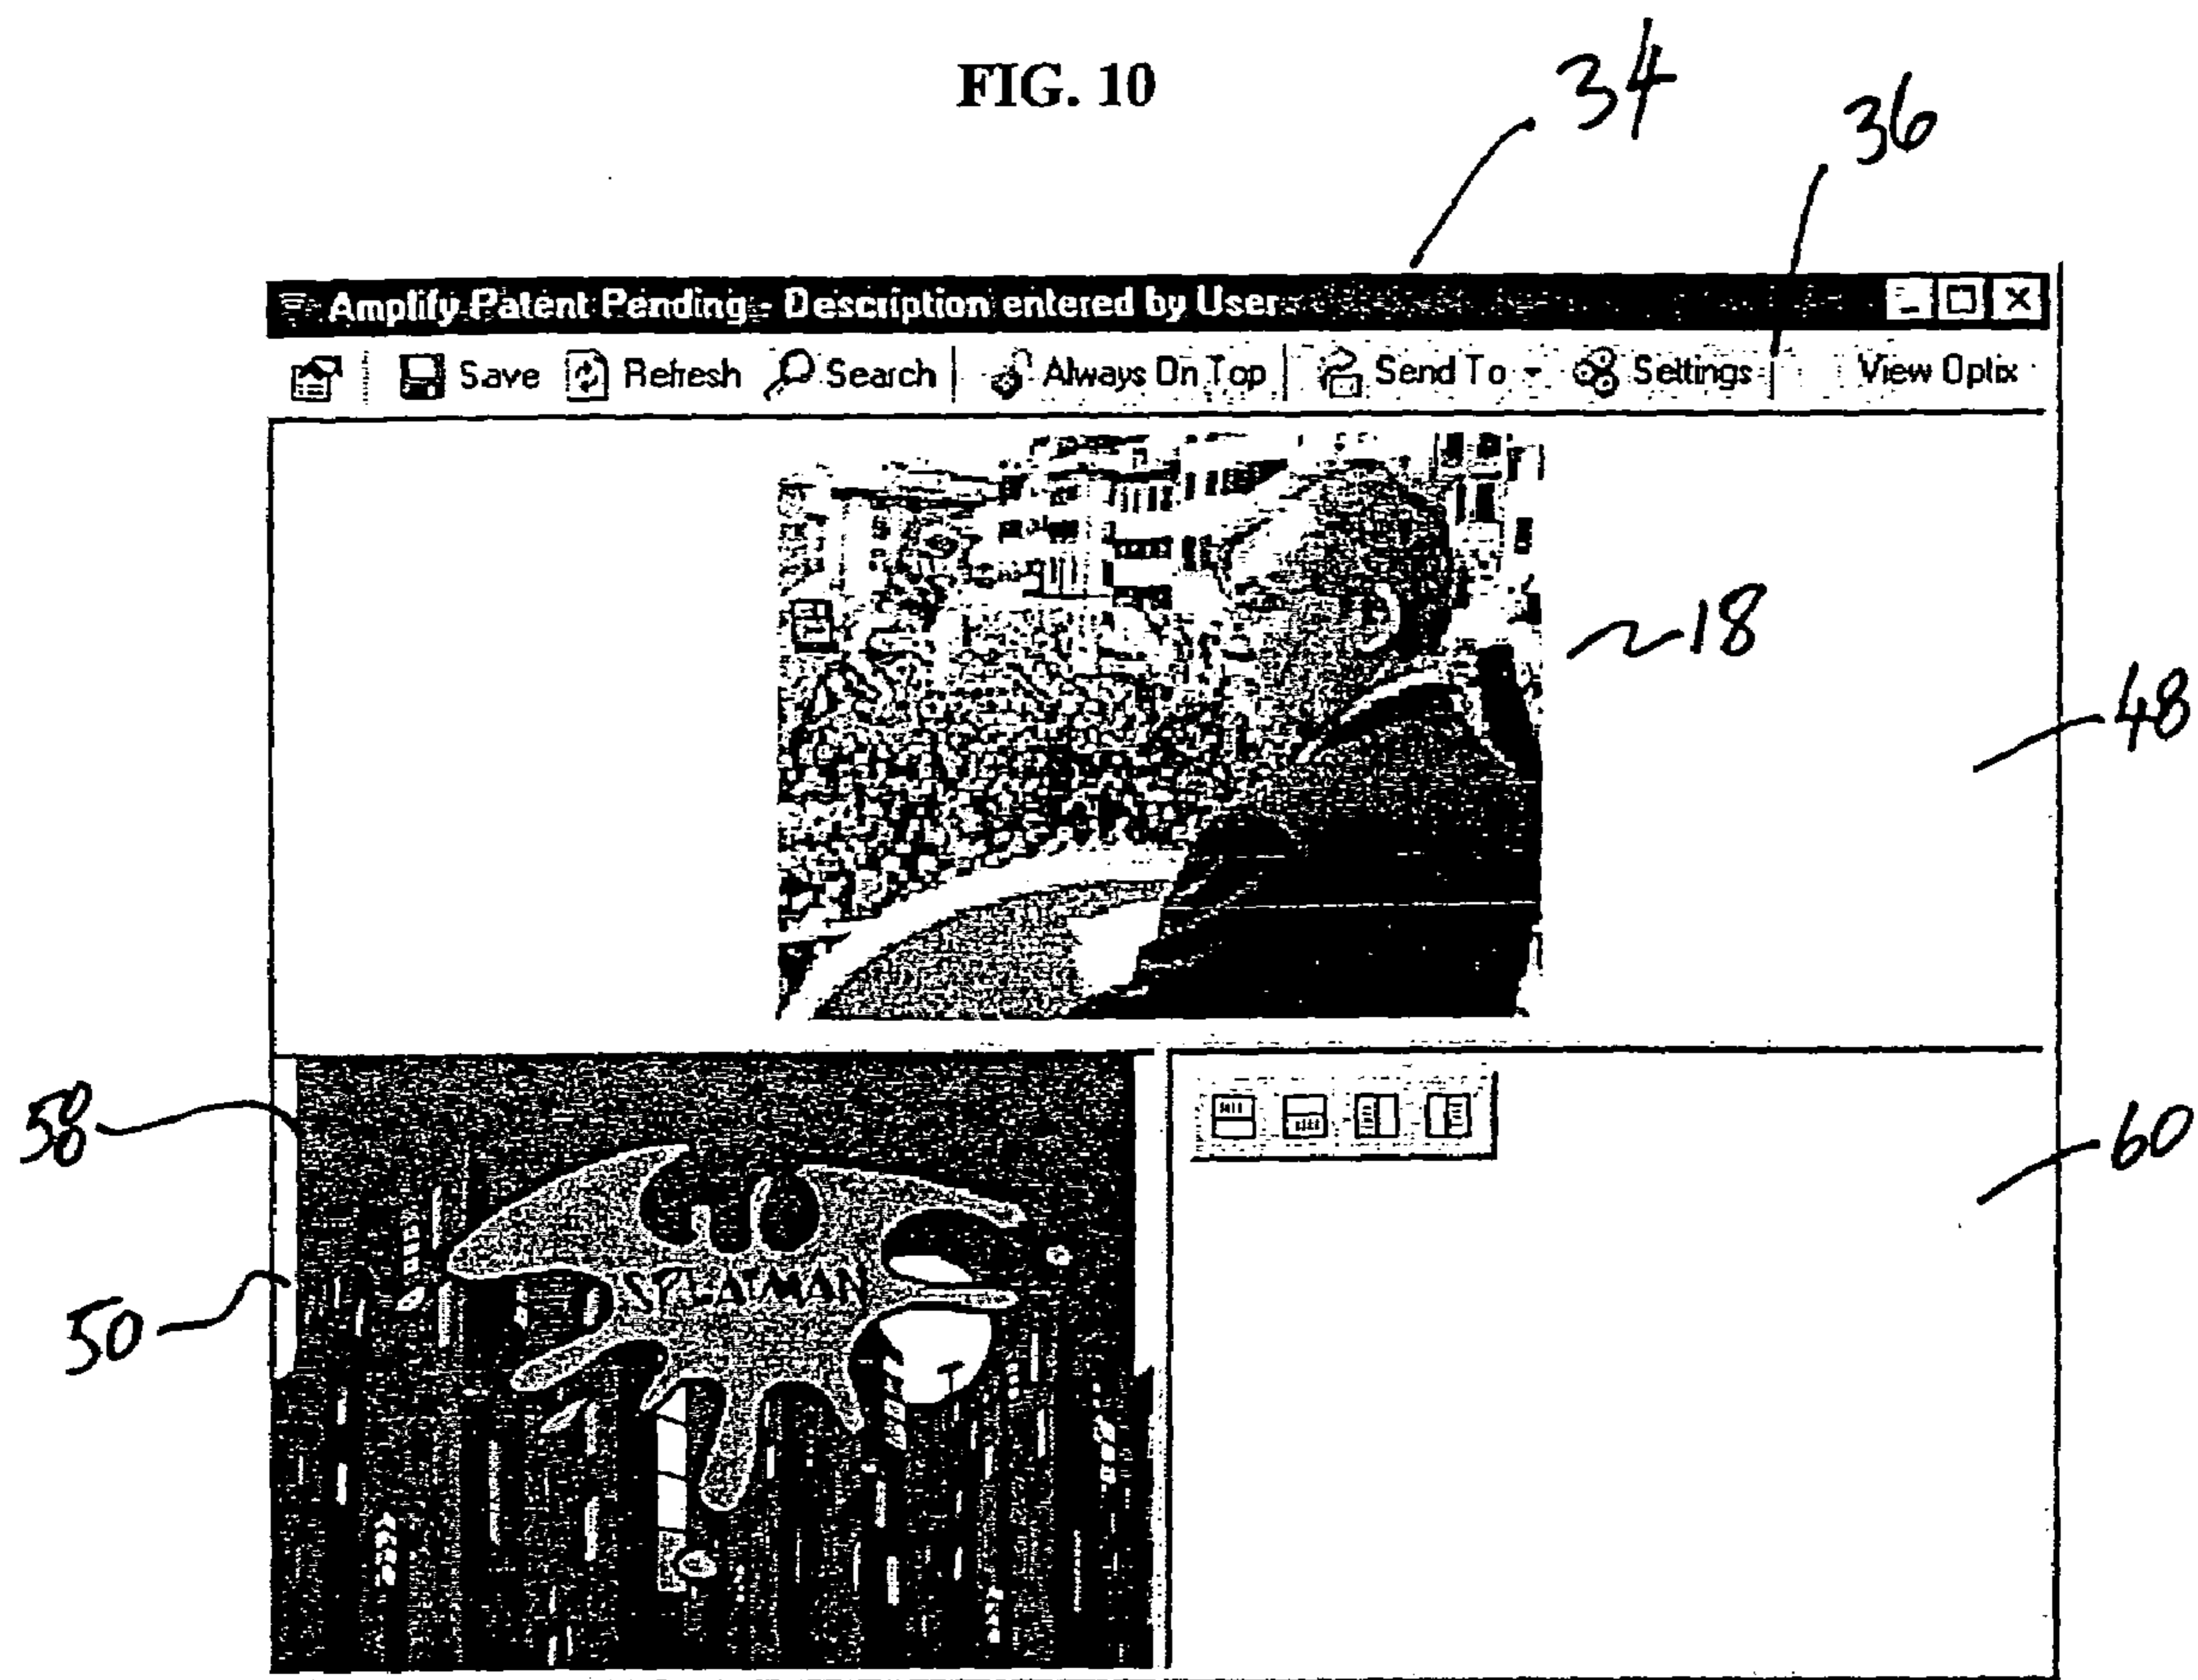 FIG. 10
34
36
Amplify Patent Pending - Description entered by User
Save Refresh Search Always On Top Send To Settings View Optix
18
48
58
60
SPLATMAN
50